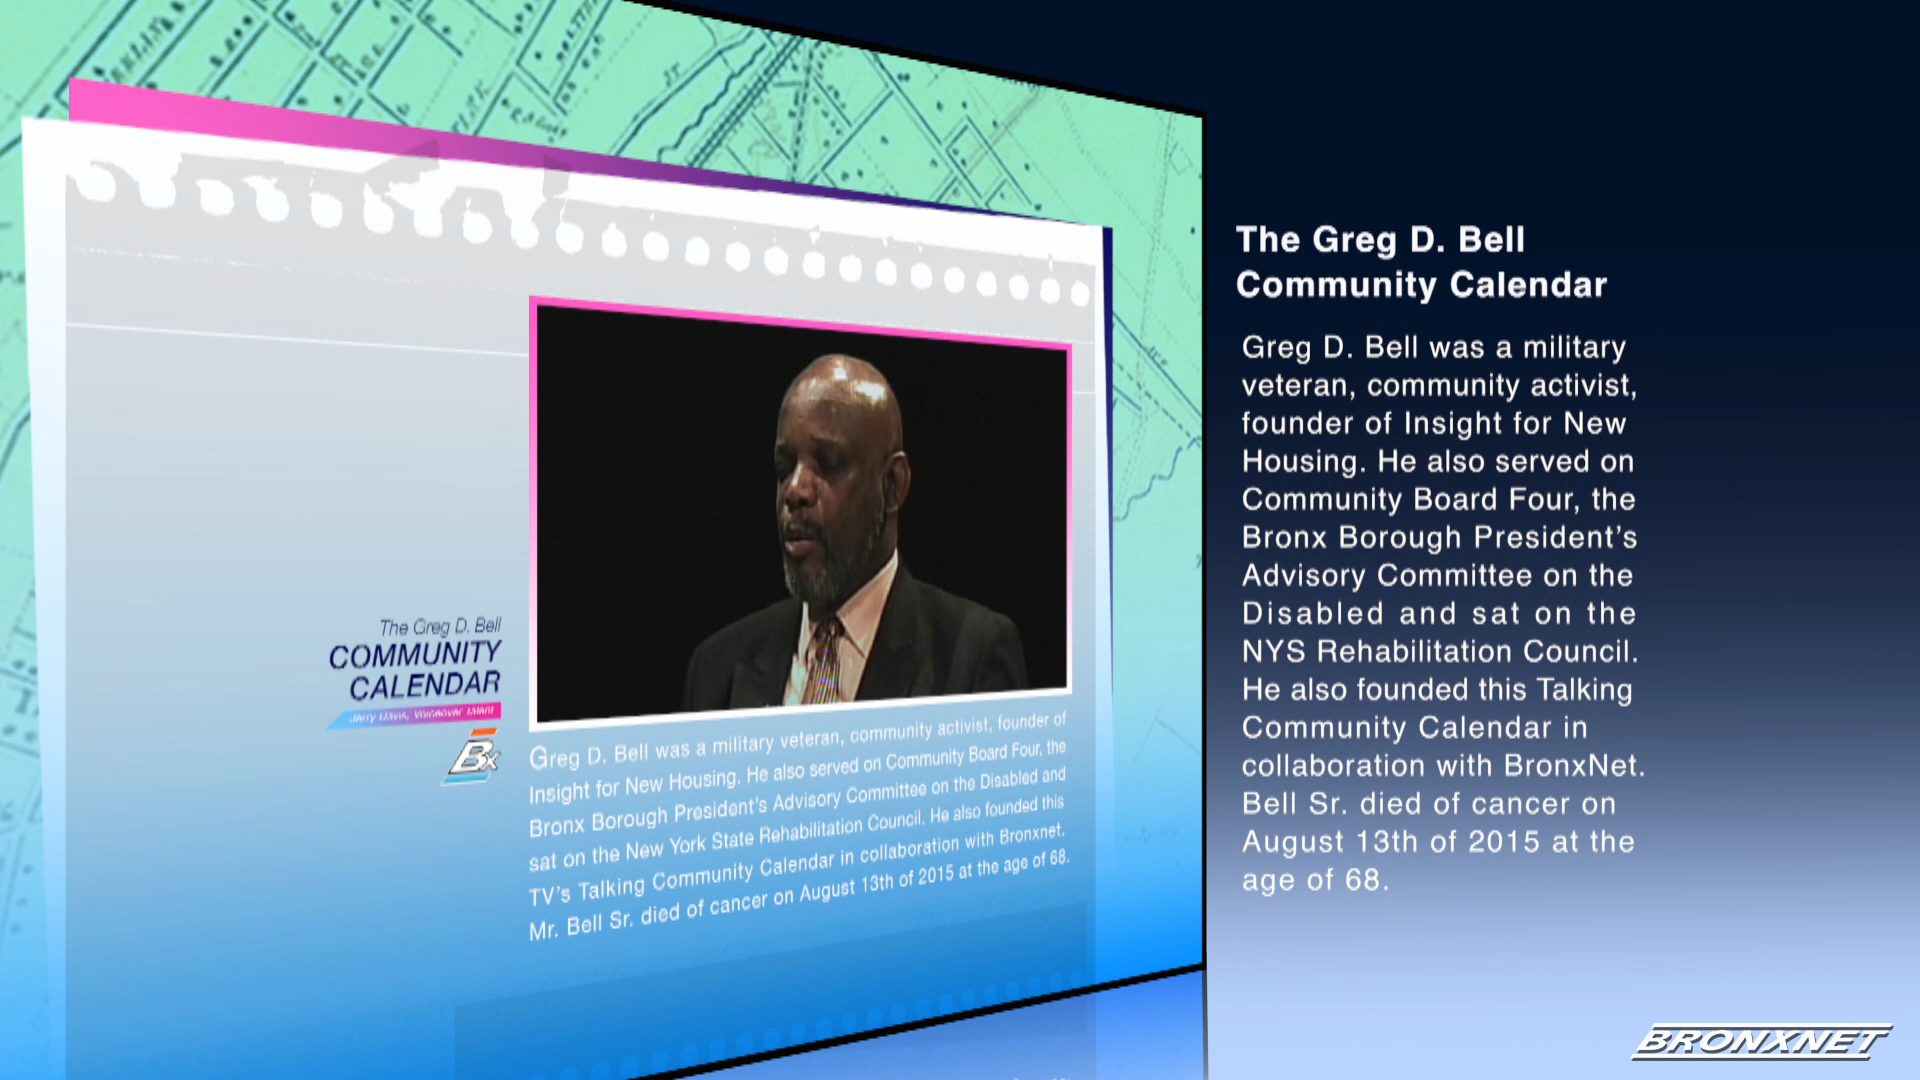 The Greg D. Bell
COMMUNITY
CALENDAR
Jerry Davis, Voiceover Talent
Bx
Greg D. Bell was a military veteran, community activist, founder of
Insight for New Housing. He also served on Community Board Four, the
Bronx Borough President's Advisory Committee on the Disabled and
sat on the New York State Rehabilitation Council. He also founded this
TV's Talking Community Calendar in collaboration with Bronxnet.
Mr. Bell Sr. died of cancer on August 13th of 2015 at the age of 68.
The Greg D. Bell
Community Calendar
Greg D. Bell was a military
veteran, community activist,
founder of Insight for New
Housing. He also served on
Community Board Four, the
Bronx Borough President’s
Advisory Committee on the
Disabled and sat on the
NYS Rehabilitation Council.
He also founded this Talking
Community Calendar in
collaboration with BronxNet.
Bell Sr. died of cancer on
August 13th of 2015 at the
age of 68.
BRONXNET